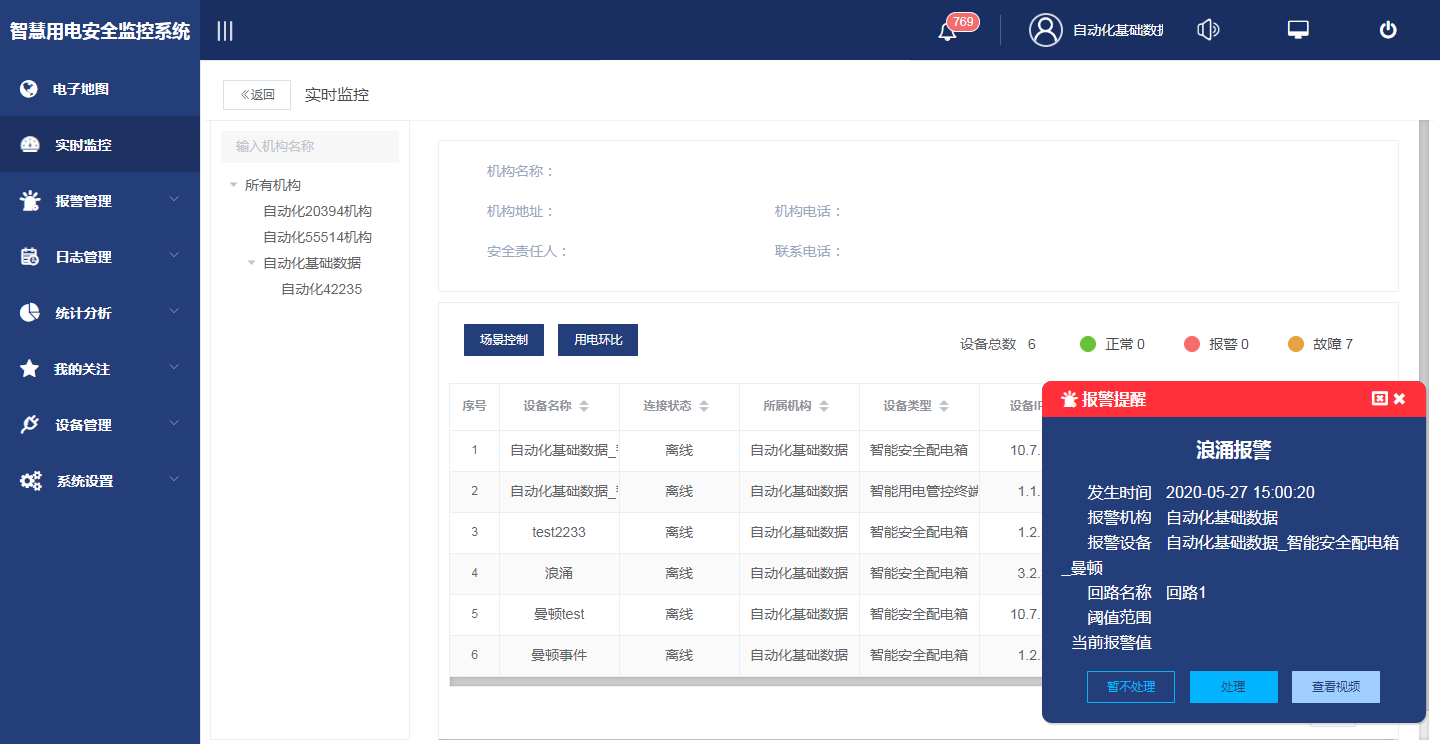 智慧用电安全监控系统
769
自动化基础数据
电子地图
实时监控
报警管理
日志管理
统计分析
我的关注
设备管理
系统设置
《返回
实时监控
输入机构名称
所有机构
自动化20394机构
自动化55514机构
自动化基础数据
自动化42235
机构名称：
机构地址：
机构电话：
安全责任人：
联系电话：
场景控制
用电环比
设备总数 6
正常 0
报警 0
故障 7
序号 设备名称 连接状态 所属机构 设备类型 设备IP
1 自动化基础数据_ 离线 自动化基础数据 智能安全配电箱 10.7.
2 自动化基础数据_ 离线 自动化基础数据 智能用电管控终端 1.1.
3 test2233 离线 自动化基础数据 智能安全配电箱 1.2.
4 浪涌 离线 自动化基础数据 智能安全配电箱 3.2.
5 曼顿test 离线 自动化基础数据 智能安全配电箱 10.7.
6 曼顿事件 离线 自动化基础数据 智能安全配电箱 1.2.
报警提醒
浪涌报警
发生时间 2020-05-27 15:00:20
报警机构 自动化基础数据
报警设备 自动化基础数据_智能安全配电箱
_曼顿
回路名称 回路1
阈值范围
当前报警值
暂不处理
处理
查看视频